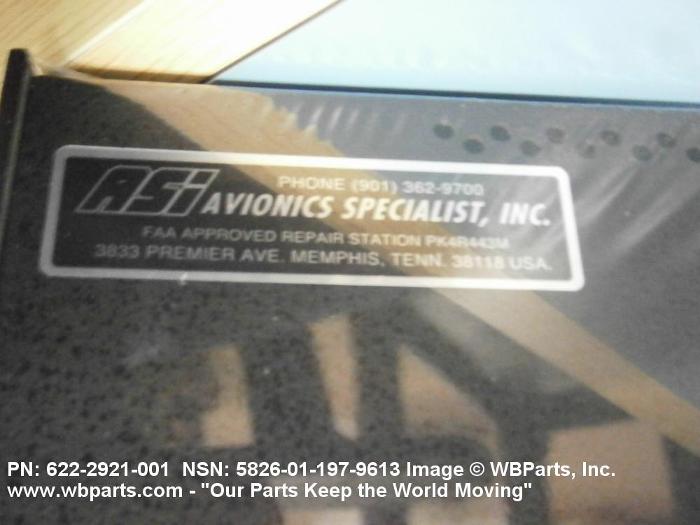 ASi
PHONE (901) 362-9700
AVIONICS SPECIALIST, INC.
FAA APPROVED REPAIR STATION PK4R443M
3833 PREMIER AVE. MEMPHIS, TENN. 38118 USA.
PN: 622-2921-001 NSN: 5826-01-197-9613 Image © WBParts, Inc.
www.wbparts.com - "Our Parts Keep the World Moving"